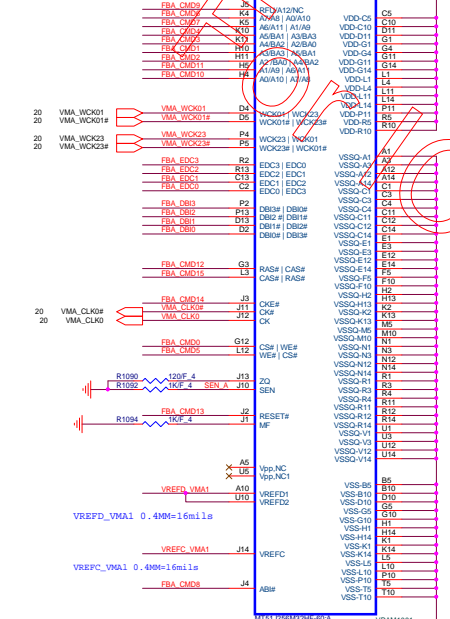 FBA_CMD9 J5 RFU/A12/NC
K4 A7/A8 | A0/A10
FBA_CMD7 K5 A6/A11 | A1/A9
FBA_CMD4 K10 A5/BA1 | A3/BA3
K11 A4/BA2 | A2/BA0
FBA_CMD1 H10 A3/BA3 | A5/BA1
FBA_CMD2 H11 A2/BA0 | A4/BA2
FBA_CMD11 H5 A1/A9 | A6/A11
FBA_CMD10 H4 A0/A10 | A7/A8
20 VMA_WCK01 VMA_WCK01 D4 WCK01 | WCK23
20 VMA_WCK01# VMA_WCK01# D5 WCK01# | WCK23#
20 VMA_WCK23 VMA_WCK23 P4 WCK23 | WCK01
20 VMA_WCK23# VMA_WCK23# P5 WCK23# | WCK01#
FBA_EDC3 R2 EDC3 | EDC0
FBA_EDC2 R13 EDC2 | EDC1
FBA_EDC1 C13 EDC1 | EDC2
FBA_EDC0 C2 EDC0 | EDC3
FBA_DBI3 P2 DBI3# | DBI0#
FBA_DBI2 P13 DBI2 # | DBI1#
FBA_DBI1 D13 DBI1# | DBI2#
FBA_DBI0 D2 DBI0# | DBI3#
FBA_CMD12 G3 RAS# | CAS#
FBA_CMD15 L3 CAS# | RAS#
FBA_CMD14 J3 CKE#
20 VMA_CLK0# VMA_CLK0# J11 CK#
20 VMA_CLK0 VMA_CLK0 J12 CK
FBA_CMD0 G12 CS# | WE#
FBA_CMD5 L12 WE# | CS#
R1090 120/F_4 J13 ZQ
R1092 1K/F_4 SEN_A J10 SEN
FBA_CMD13 J2 RESET#
R1094 1K/F_4 J1 MF
A5 Vpp,NC
U5 Vpp,NC1
VREFD_VMA1 A10 VREFD1
U10 VREFD2
VREFD_VMA1 0.4MM=16mils
VREFC_VMA1 J14 VREFC
VREFC_VMA1 0.4MM=16mils
FBA_CMD8 J4 ABI#
VDD-C5 C5
VDD-C10 C10
VDD-D11 D11
VDD-G1 G1
VDD-G4 G4
VDD-G11 G11
VDD-G14 G14
VDD-L1 L1
VDD-L4 L4
VDD-L11 L11
VDD-L14 L14
VDD-P11 P11
VDD-R5 R5
VDD-R10 R10
VSSQ-A1 A1
VSSQ-A3 A3
VSSQ-A12 A12
VSSQ-A14 A14
VSSQ-C1 C1
VSSQ-C3 C3
VSSQ-C4 C4
VSSQ-C11 C11
VSSQ-C12 C12
VSSQ-C14 C14
VSSQ-E1 E1
VSSQ-E3 E3
VSSQ-E12 E12
VSSQ-E14 E14
VSSQ-F5 F5
VSSQ-F10 F10
VSSQ-H2 H2
VSSQ-H13 H13
VSSQ-K2 K2
VSSQ-K13 K13
VSSQ-M5 M5
VSSQ-M10 M10
VSSQ-N1 N1
VSSQ-N3 N3
VSSQ-N12 N12
VSSQ-N14 N14
VSSQ-R1 R1
VSSQ-R3 R3
VSSQ-R4 R4
VSSQ-R11 R11
VSSQ-R12 R12
VSSQ-R14 R14
VSSQ-V1 U1
VSSQ-V3 U3
VSSQ-V12 U12
VSSQ-V14 U14
VSS-B5 B5
VSS-B10 B10
VSS-D10 D10
VSS-G5 G5
VSS-G10 G10
VSS-H1 H1
VSS-H14 H14
VSS-K1 K1
VSS-K14 K14
VSS-L5 L5
VSS-L10 L10
VSS-P10 P10
VSS-T5 T5
VSS-T10 T10